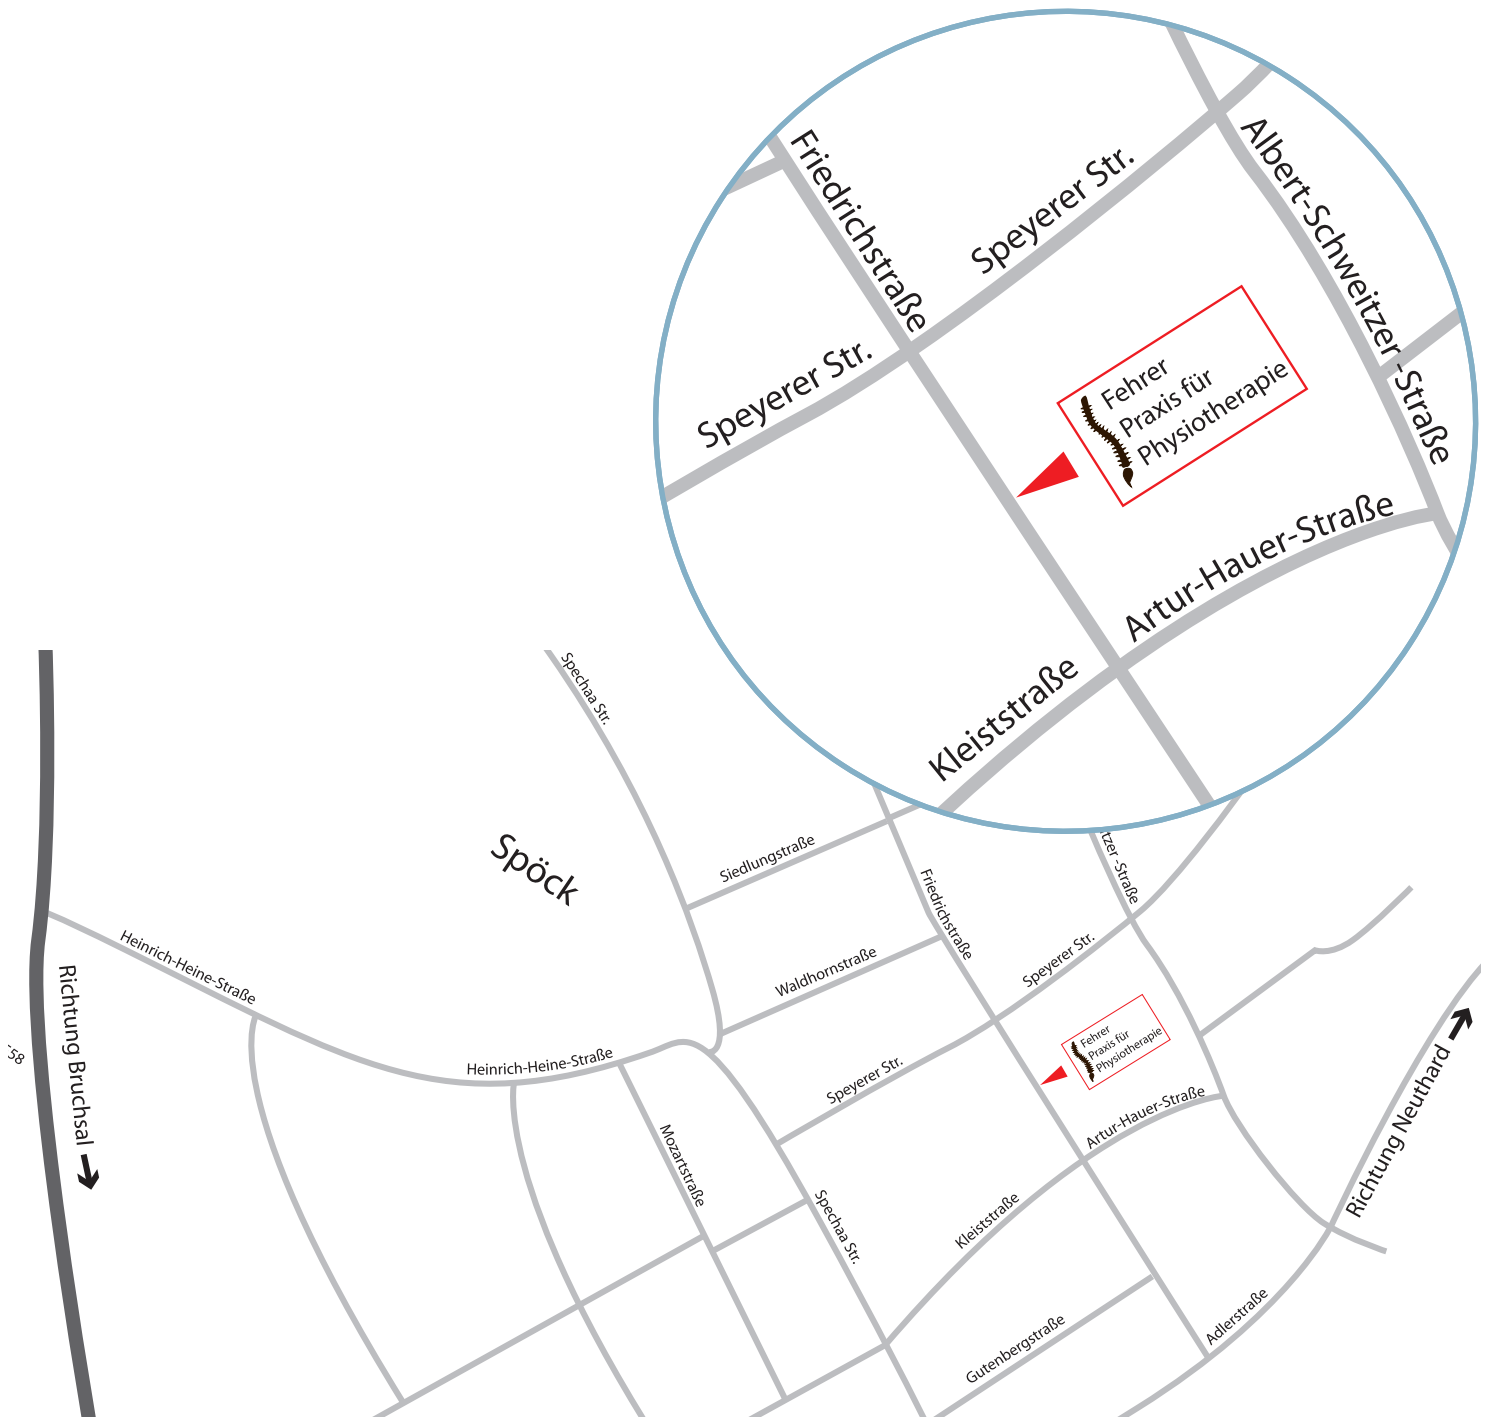 Friedrichstraße
Speyerer Str.
Albert-Schweitzer-Straße
Speyerer Str.
Fehrer
Praxis für
Physiotherapie
Artur-Hauer-Straße
Kleiststraße
Spechaa Str.
Spöck
Siedlungstraße
tzer-Straße
Friedrichstraße
Heinrich-Heine-Straße
Waldhornstraße
Speyerer Str.
Richtung Bruchsal
-58
Heinrich-Heine-Straße
Speyerer Str.
Fehrer
Praxis für
Physiotherapie
Artur-Hauer-Straße
Richtung Neuthard
Mozartstraße
Spechaa Str.
Kleiststraße
Gutenbergstraße
Adlerstraße